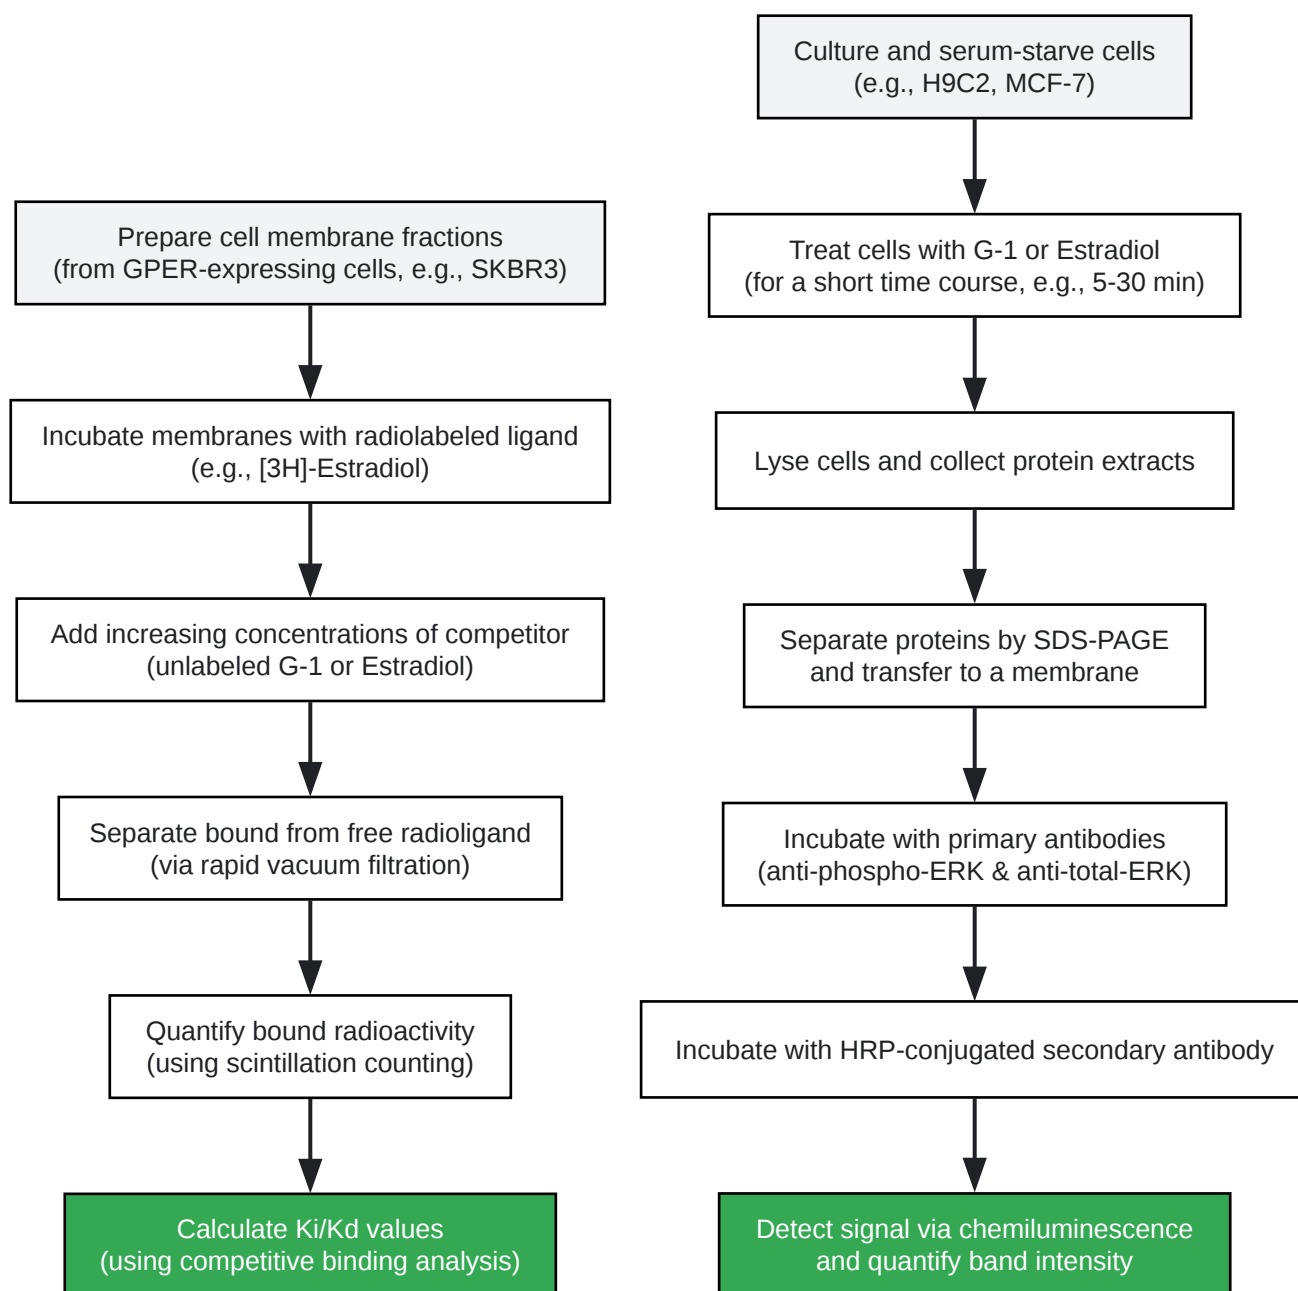 Prepare cell membrane fractions
(from GPER-expressing cells, e.g., SKBR3)
Incubate membranes with radiolabeled ligand
(e.g., [3H]-Estradiol)
Add increasing concentrations of competitor
(unlabeled G-1 or Estradiol)
Separate bound from free radioligand
(via rapid vacuum filtration)
Quantify bound radioactivity
(using scintillation counting)
Calculate Ki/Kd values
(using competitive binding analysis)
Culture and serum-starve cells
(e.g., H9C2, MCF-7)
Treat cells with G-1 or Estradiol
(for a short time course, e.g., 5-30 min)
Lyse cells and collect protein extracts
Separate proteins by SDS-PAGE
and transfer to a membrane
Incubate with primary antibodies
(anti-phospho-ERK & anti-total-ERK)
Incubate with HRP-conjugated secondary antibody
Detect signal via chemiluminescence
and quantify band intensity